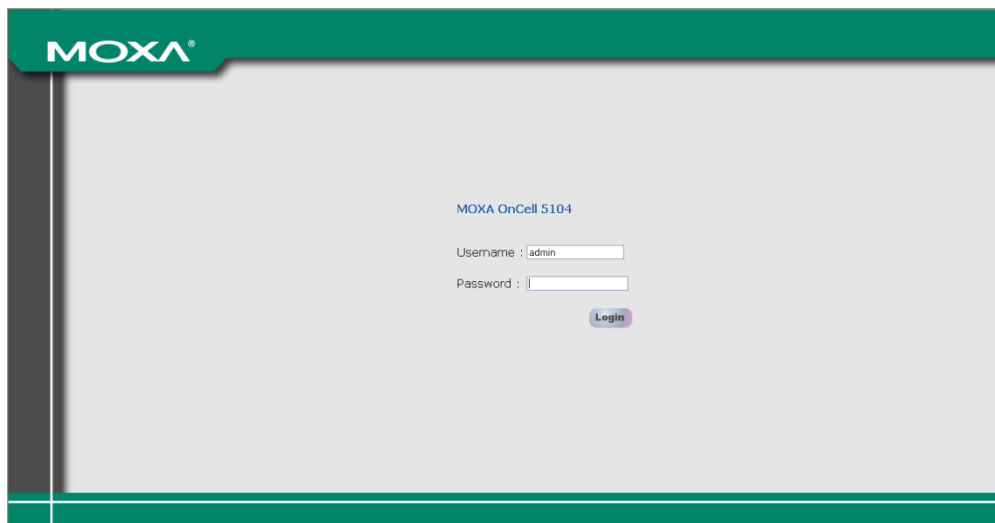 MOXA®
MOXA OnCell 5104
Username : admin
Password :
Login